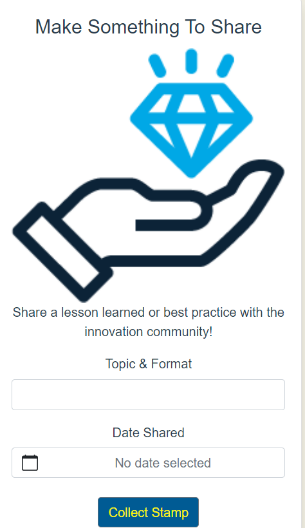 Make Something To Share
Share a lesson learned or best practice with the
innovation community!
Topic & Format
Date Shared
No date selected
Collect Stamp